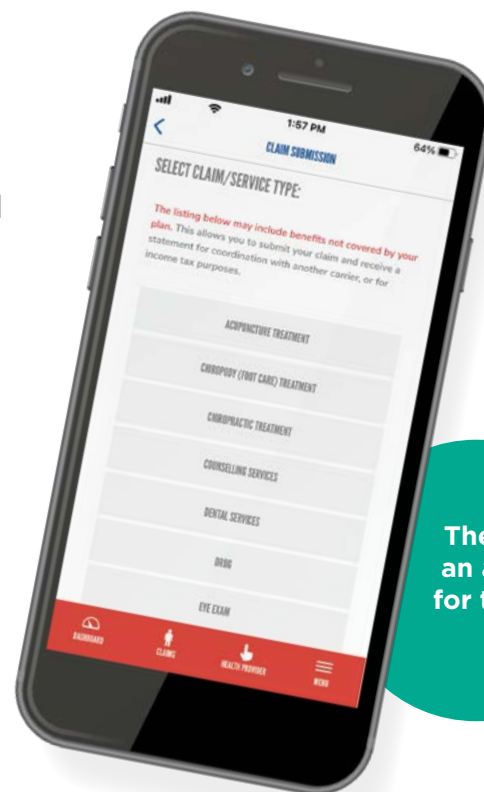 1:57 PM
64%
CLAIM SUBMISSION
SELECT CLAIM/SERVICE TYPE:
The listing below may include benefits not covered by your
plan. This allows you to submit your claim and receive a
statement for coordination with another carrier, or for
income tax purposes.
ACUPUNCTURE TREATMENT
CHIROPODY (FOOT CARE) TREATMENT
CHIROPRACTIC TREATMENT
COUNSELLING SERVICES
DENTAL SERVICES
DRUG
EYE EXAM
DASHBOARD
CLAIMS
HEALTH PROVIDER
MENU
The
an a
for t